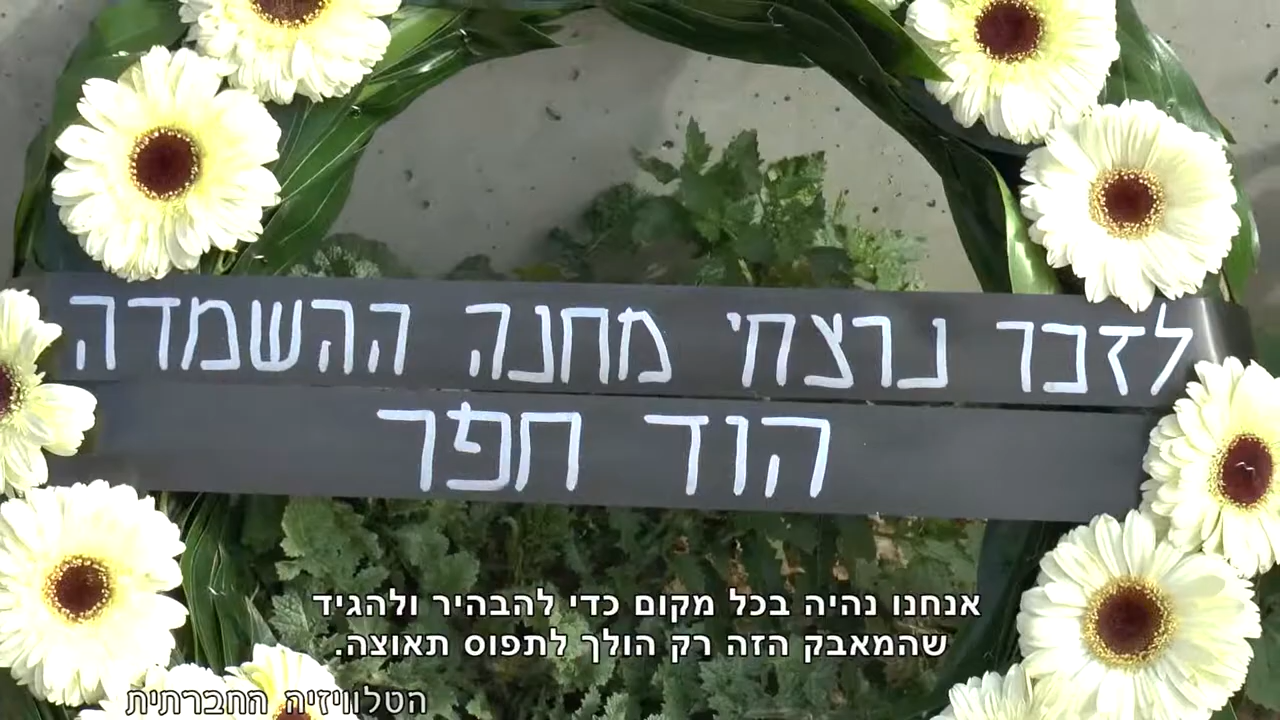 לזכר נרצחי מחנה ההשמדה
הוד חפר
אנחנו נהיה בכל מקום כדי להבהיר ולהגיד
שהמאבק הזה רק הולך לתפוס תאוצה.
הטלוויזיה החברתית